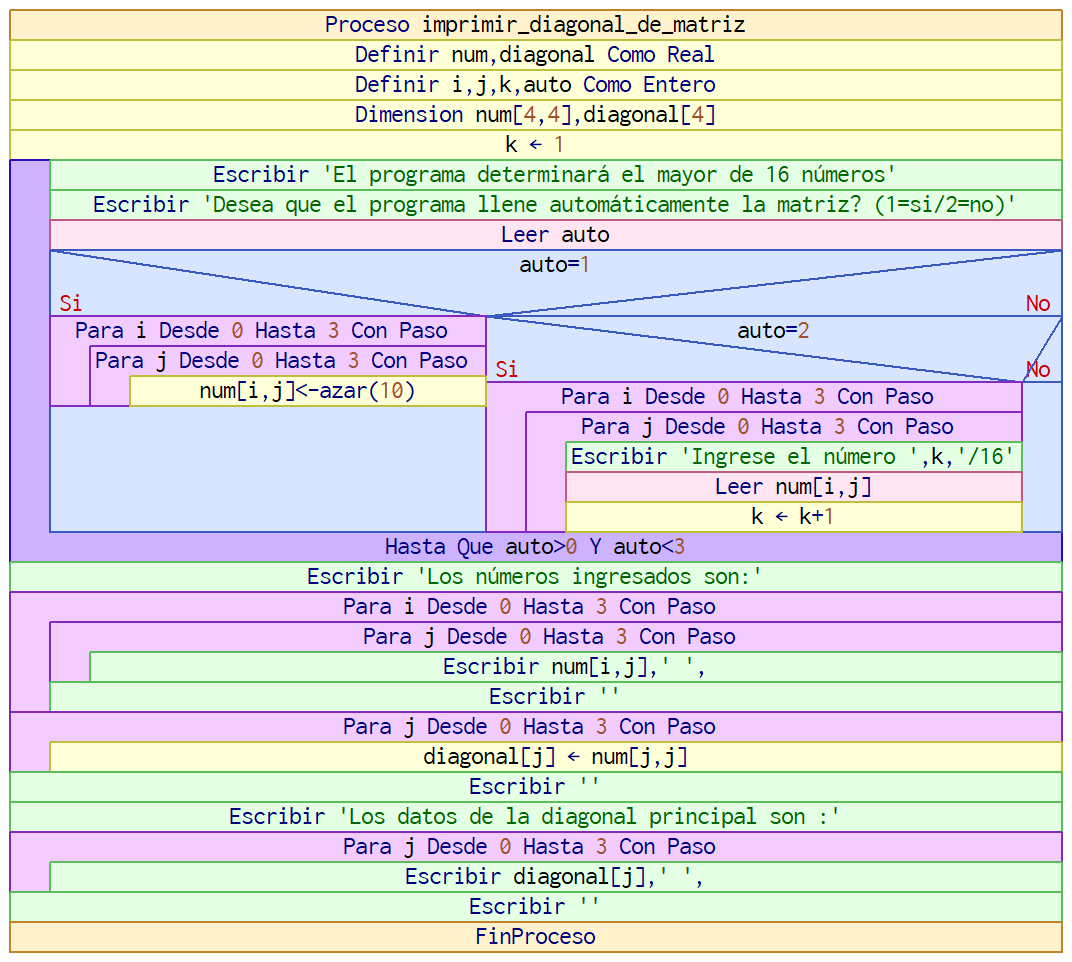 Proceso imprimir_diagonal_de_matriz
Definir num,diagonal Como Real
Definir i,j,k,auto Como Entero
Dimension num[4,4],diagonal[4]
k ← 1
Escribir 'El programa determinará el mayor de 16 números'
Escribir 'Desea que el programa llene automáticamente la matriz? (1=si/2=no)'
Leer auto
auto=1
Si
No
Para i Desde 0 Hasta 3 Con Paso
Para j Desde 0 Hasta 3 Con Paso
num[i,j]<-azar(10)
auto=2
Si
No
Para i Desde 0 Hasta 3 Con Paso
Para j Desde 0 Hasta 3 Con Paso
Escribir 'Ingrese el número ',k,'/16'
Leer num[i,j]
k ← k+1
Hasta Que auto>0 Y auto<3
Escribir 'Los números ingresados son:'
Para i Desde 0 Hasta 3 Con Paso
Para j Desde 0 Hasta 3 Con Paso
Escribir num[i,j],' ',
Escribir ''
Para j Desde 0 Hasta 3 Con Paso
diagonal[j] ← num[j,j]
Escribir ''
Escribir 'Los datos de la diagonal principal son :'
Para j Desde 0 Hasta 3 Con Paso
Escribir diagonal[j],' ',
Escribir ''
FinProceso